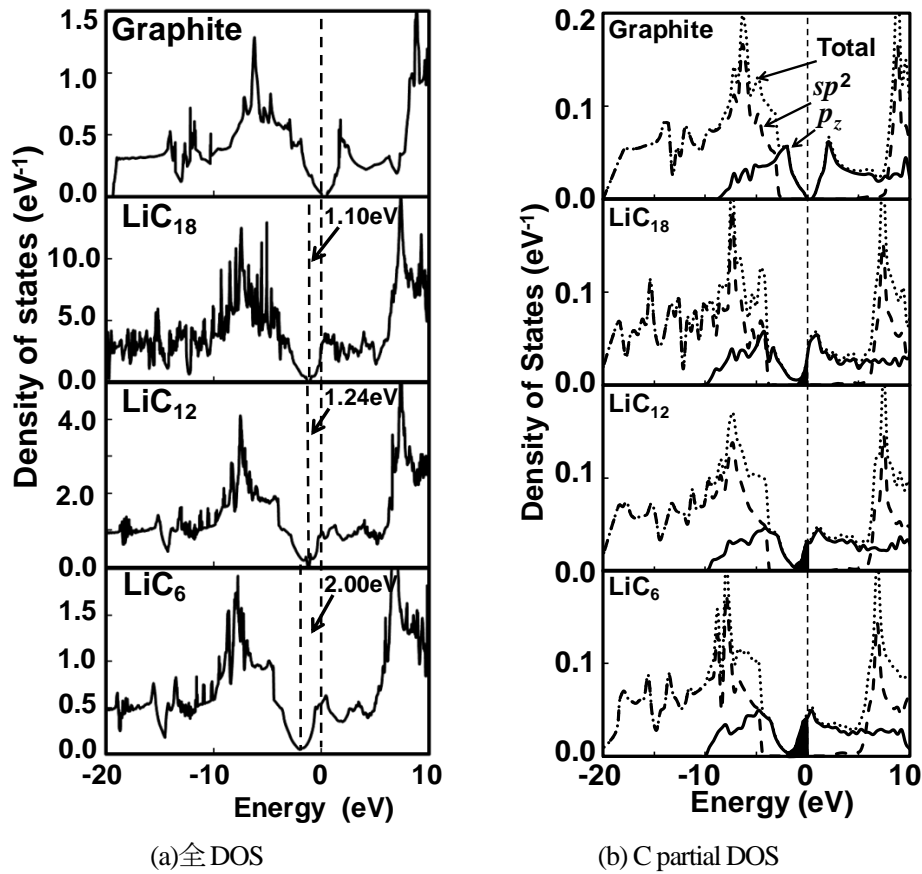 Graphite
1.5
1.0
0.5
0.0
LiC18
1.10eV
10.0
5.0
0.0
LiC12
1.24eV
4.0
2.0
0.0
LiC6
2.00eV
1.5
1.0
0.5
0.0
-20
-10
0
10
Density of states (eV-1)
Energy (eV)
(a)全 DOS
0.2
Graphite
Total
sp2
pz
0.1
0.0
LiC18
0.1
0.0
LiC12
0.1
0.0
LiC6
0.1
0.0
-20
-10
0
10
Density of States (eV-1)
Energy (eV)
(b) C partial DOS